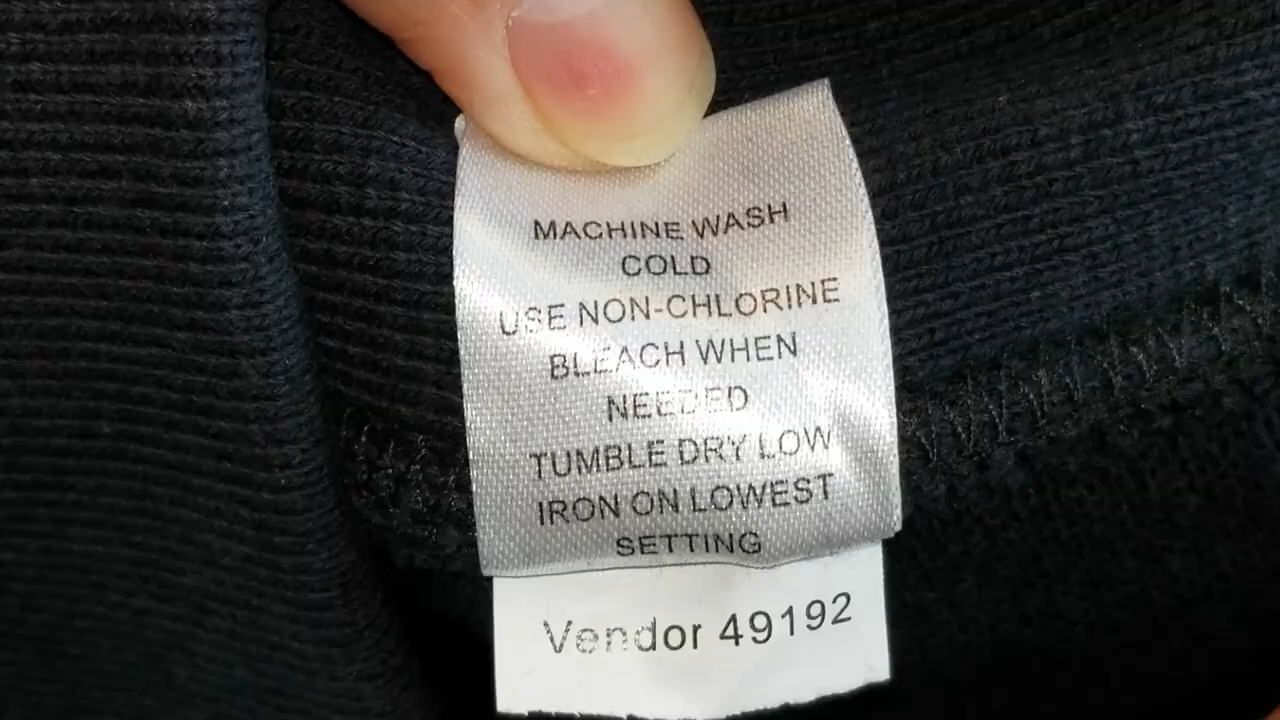 MACHINE WASH
COLD
USE NON-CHLORINE
BLEACH WHEN
NEEDED
TUMBLE DRY LOW
IRON ON LOWEST
SETTING
Vendor 49192